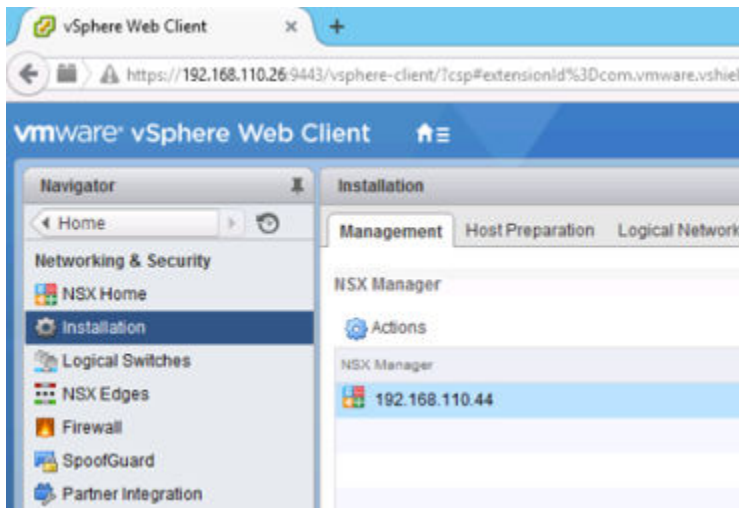 vSphere Web Client
https://192.168.110.26:9443/vsphere-client/?csp#extensionId%3Dcom.vmware.vshiel
vmware® vSphere Web Client
Navigator
Installation
Home
Management Host Preparation Logical Network
Networking & Security
NSX Home
NSX Manager
Installation
Actions
Logical Switches
NSX Manager
NSX Edges
192.168.110.44
Firewall
SpoofGuard
Partner Integration